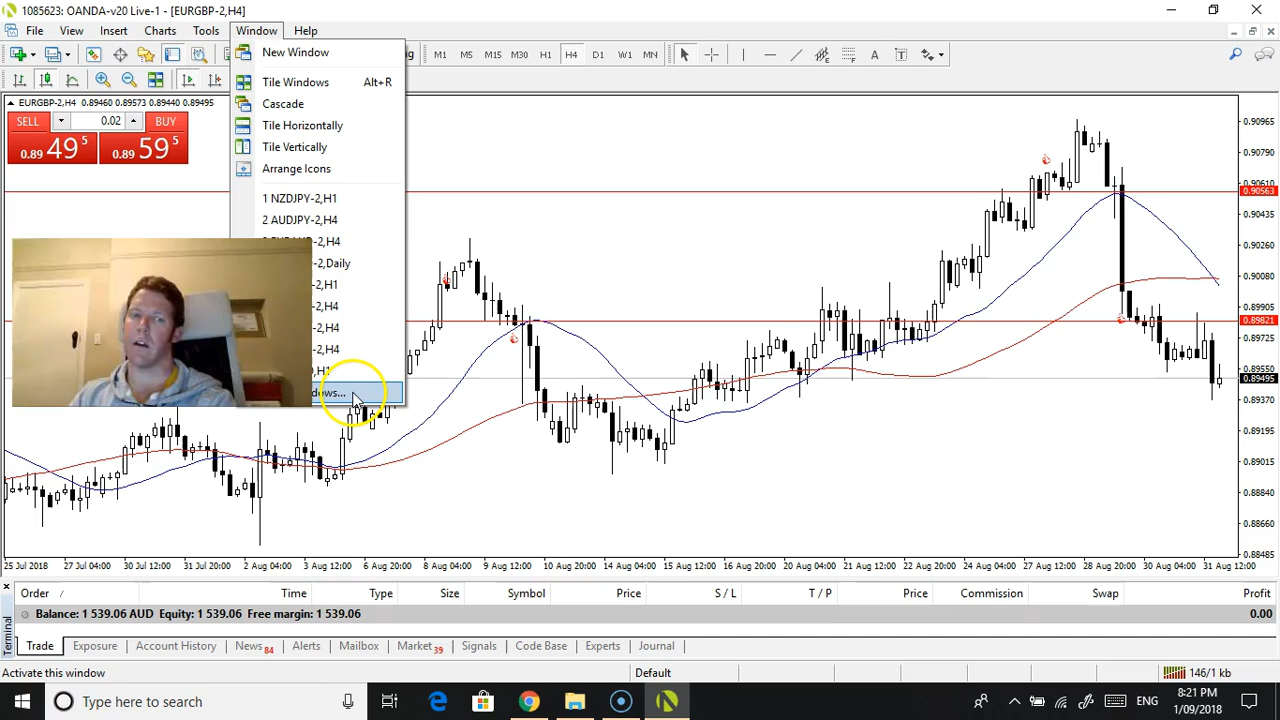 1085623: OANDA-v20 Live-1 - [EURGBP-2,H4]
File View Insert Charts Tools Window Help
M1 M5 M15 M30 H1 H4 D1 W1 MN
New Window
Tile Windows Alt+R
Cascade
Tile Horizontally
Tile Vertically
Arrange Icons
1 NZDJPY-2,H1
2 AUDJPY-2,H4
-2,H4
-2,Daily
,H1
,H4
,H4
-2,H4
EURGBP-2,H4 0.89460 0.89573 0.89440 0.89495
SELL 0.02 BUY
0.89 49 5 0.89 59 5
0.90965
0.90790
0.90610
0.90563
0.90435
0.90260
0.90080
0.89905
0.89821
0.89725
0.89550
0.89495
0.89370
0.89195
0.89015
0.88840
0.88660
0.88485
25 Jul 2018 27 Jul 04:00 30 Jul 12:00 31 Jul 20:00 2 Aug 04:00 3 Aug 12:00 6 Aug 20:00 8 Aug 04:00 9 Aug 12:00 10 Aug 20:00 14 Aug 04:00 15 Aug 12:00 16 Aug 20:00 20 Aug 04:00 21 Aug 12:00 22 Aug 20:00 24 Aug 04:00 27 Aug 12:00 28 Aug 20:00 30 Aug 04:00 31 Aug 12:00
Order / Time Type Size Symbol Price S / L T / P Price Commission Swap Profit
Balance: 1 539.06 AUD Equity: 1 539.06 Free margin: 1 539.06 0.00
Terminal
Trade Exposure Account History News 84 Alerts Mailbox Market 39 Signals Code Base Experts Journal
Activate this window Default 146/1 kb
Type here to search ENG 8:21 PM
1/09/2018